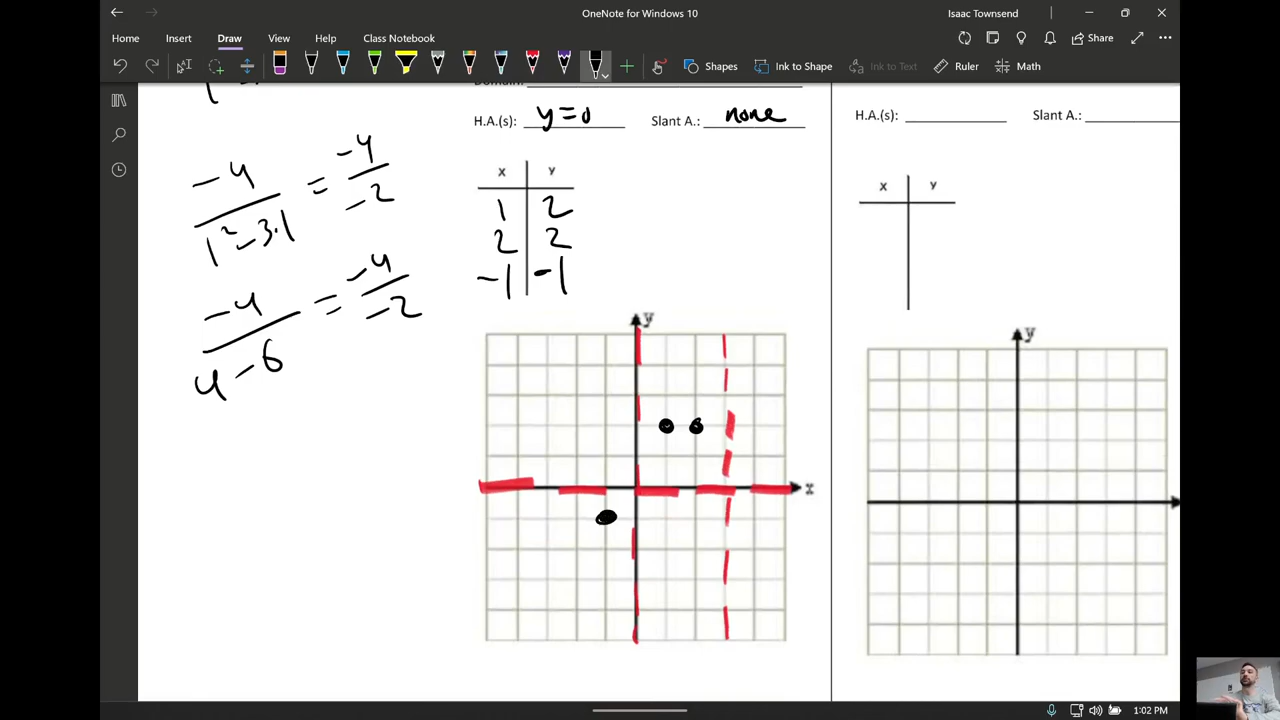 OneNote for Windows 10
Isaac Townsend
Home Insert Draw View Help Class Notebook
Share
Shapes Ink to Shape Ink to Text Ruler Math
H.A.(s): y=0 Slant A.: none
x y
1 2
2 2
-1 -1
-4/1²-3·1 = -4/-2
-4/4-6 = -4/-2
y
x
H.A.(s): Slant A.:
x y
y
1:02 PM